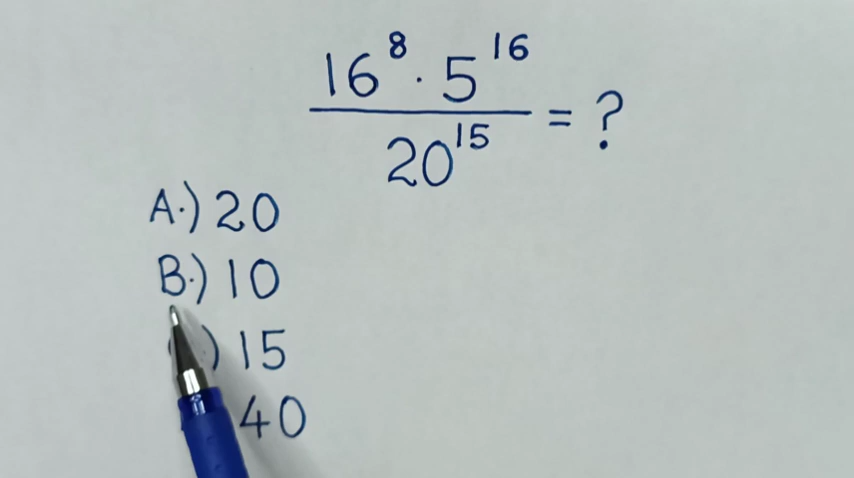 16⁸ · 5¹⁶
20¹⁵ = ?
A.) 20
B.) 10
) 15
40